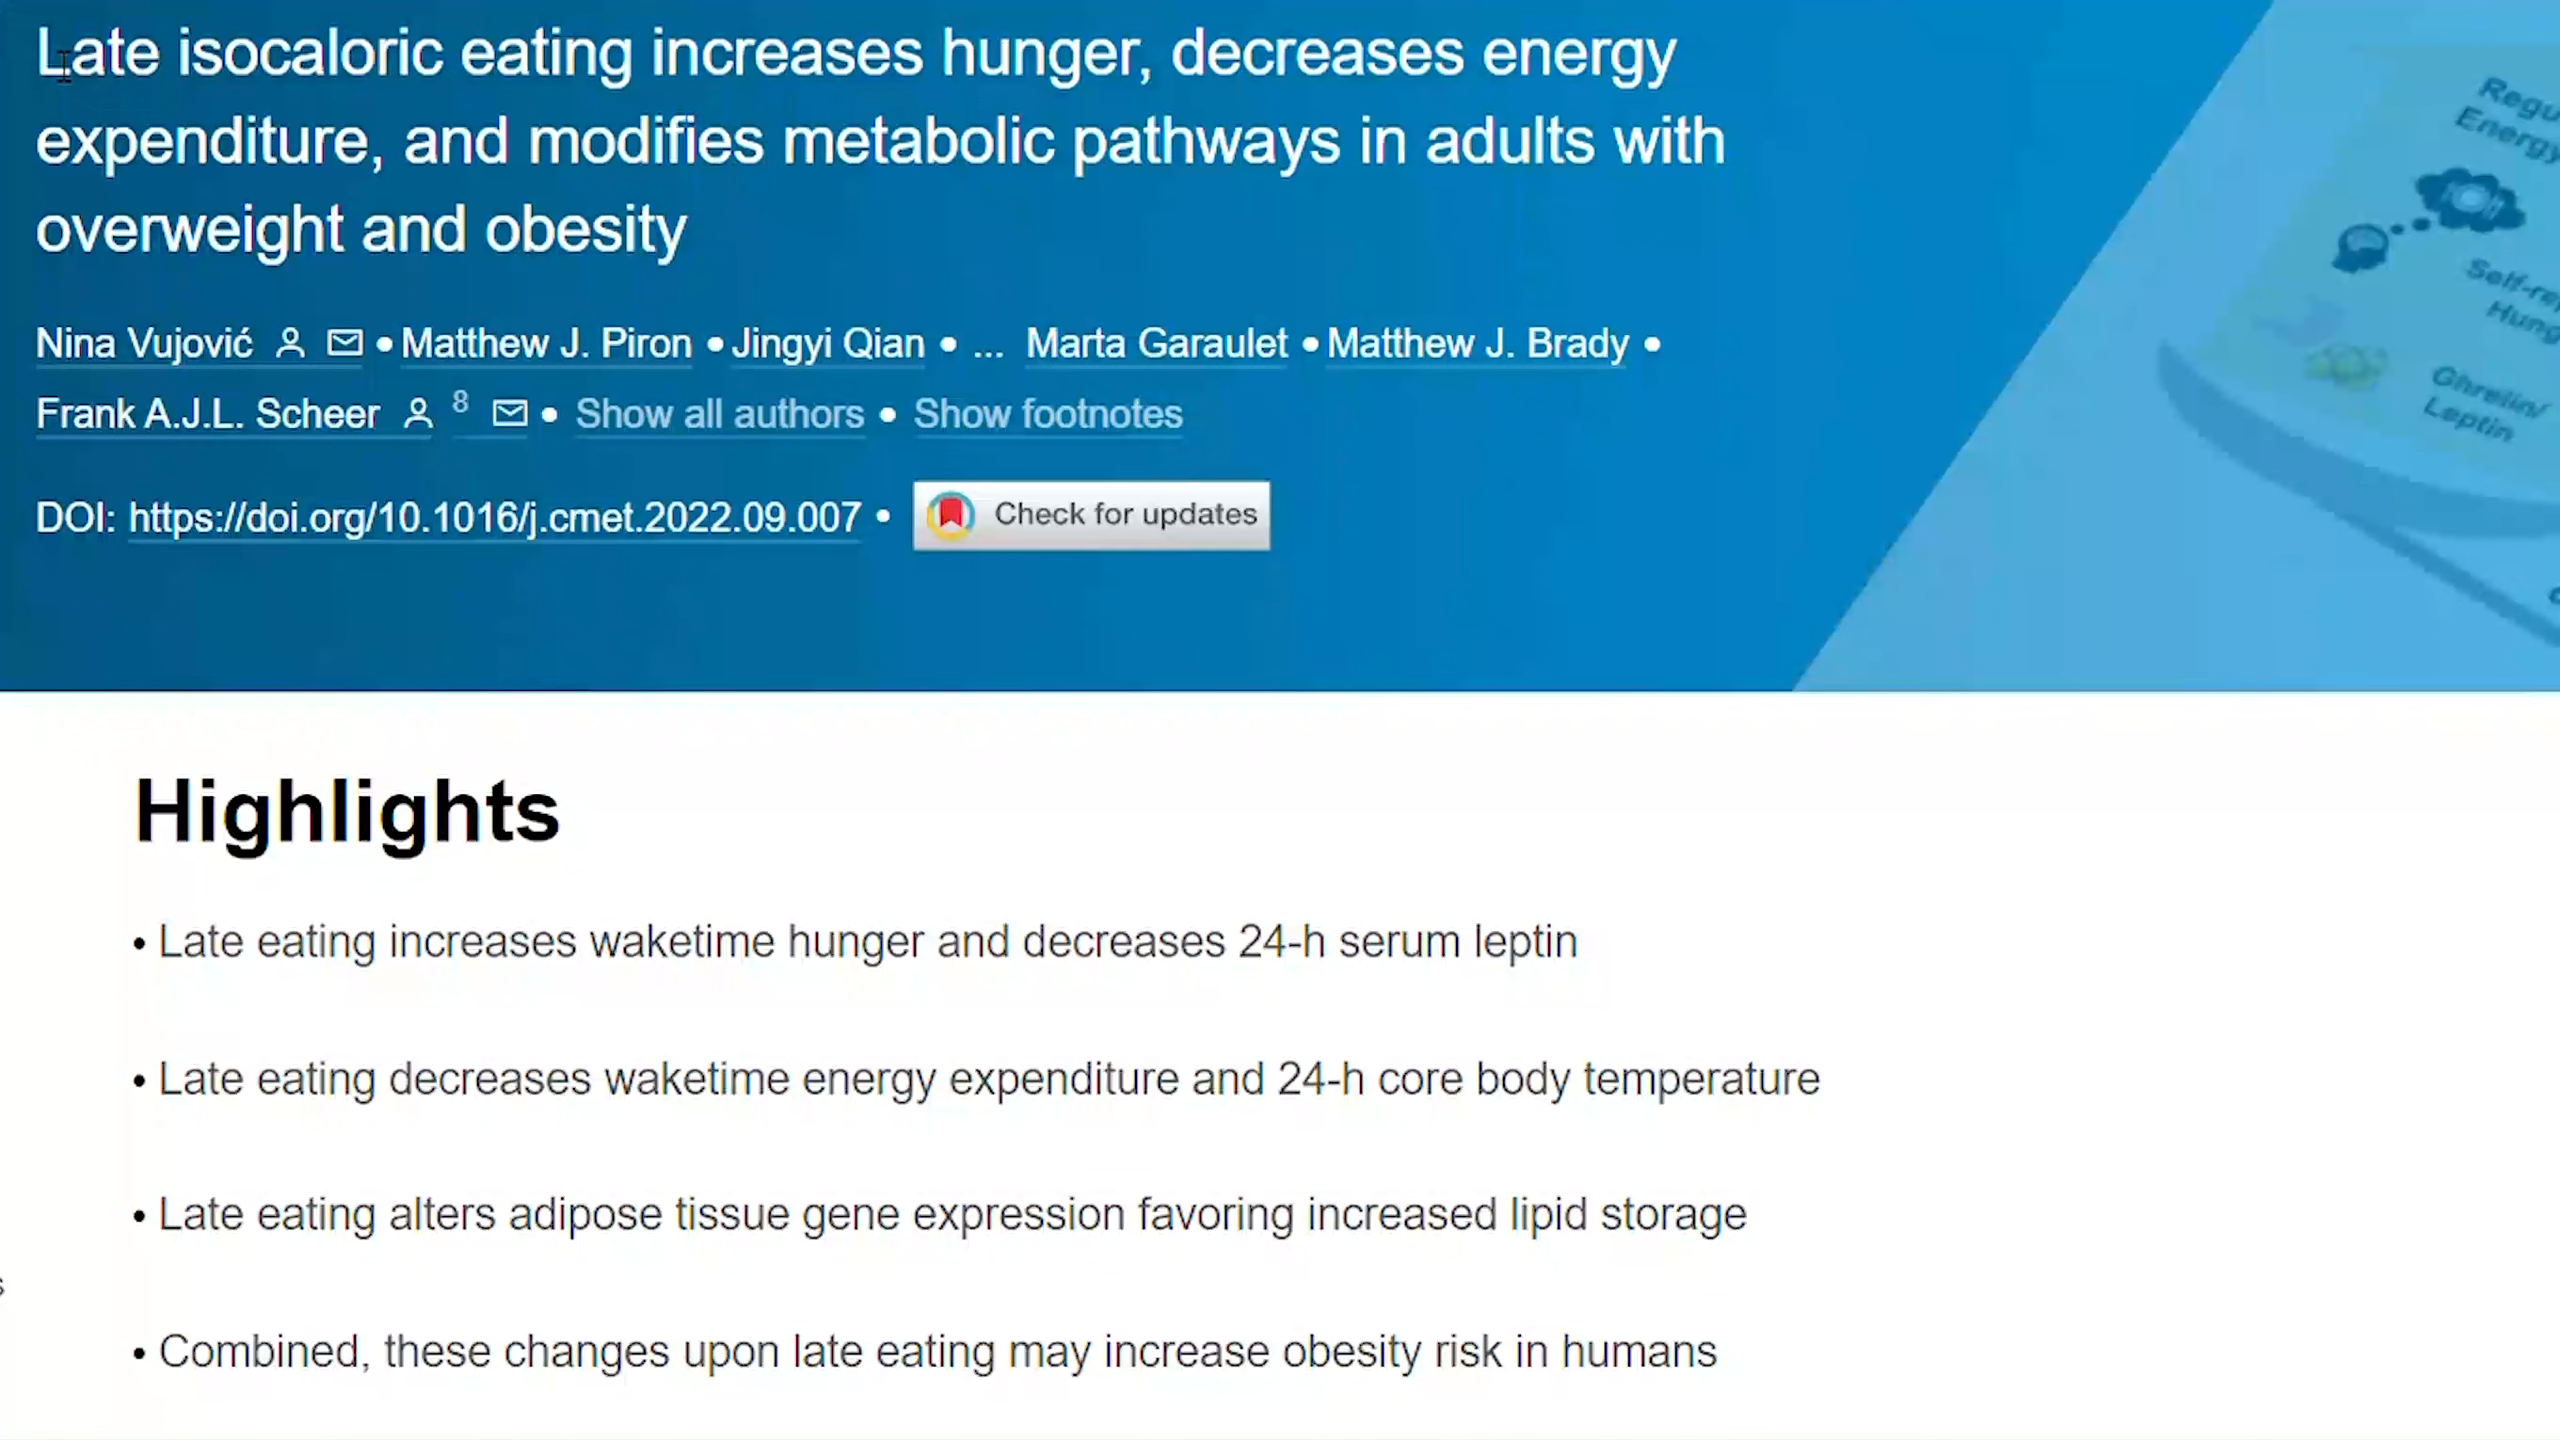 Late isocaloric eating increases hunger, decreases energy
expenditure, and modifies metabolic pathways in adults with
overweight and obesity
Nina Vujović • Matthew J. Piron • Jingyi Qian • ... Marta Garaulet • Matthew J. Brady •
Frank A.J.L. Scheer 8 • Show all authors • Show footnotes
DOI: https://doi.org/10.1016/j.cmet.2022.09.007 • Check for updates
Energy
Ghrelin/
Leptin
Highlights
• Late eating increases waketime hunger and decreases 24-h serum leptin
• Late eating decreases waketime energy expenditure and 24-h core body temperature
• Late eating alters adipose tissue gene expression favoring increased lipid storage
• Combined, these changes upon late eating may increase obesity risk in humans